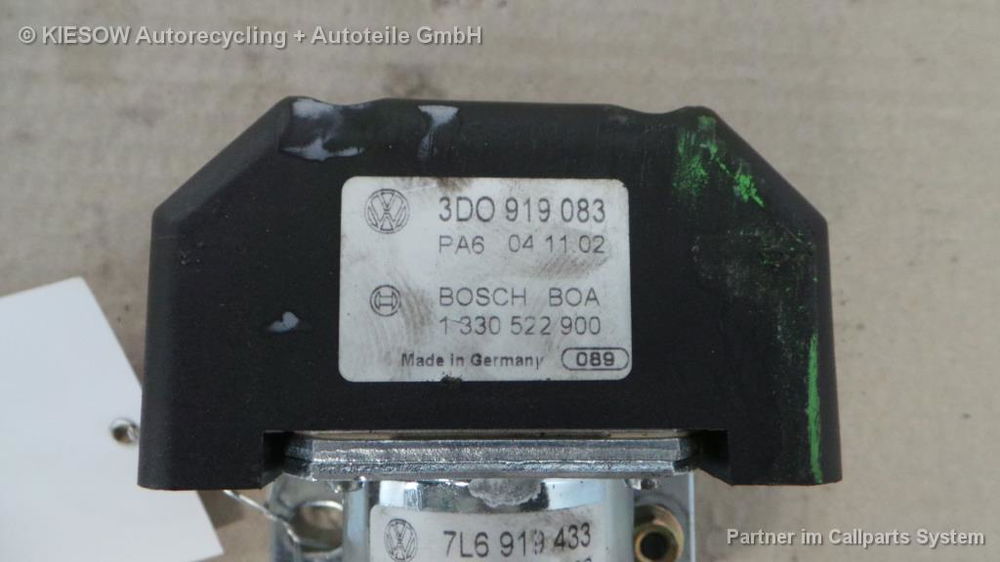 © KIESOW Autorecycling + Autoteile GmbH
3D0 919 083
PA6 04 11 02
BOSCH BOA
1 330 522 900
Made in Germany 089
7L6 919 433
Partner im Callparts System